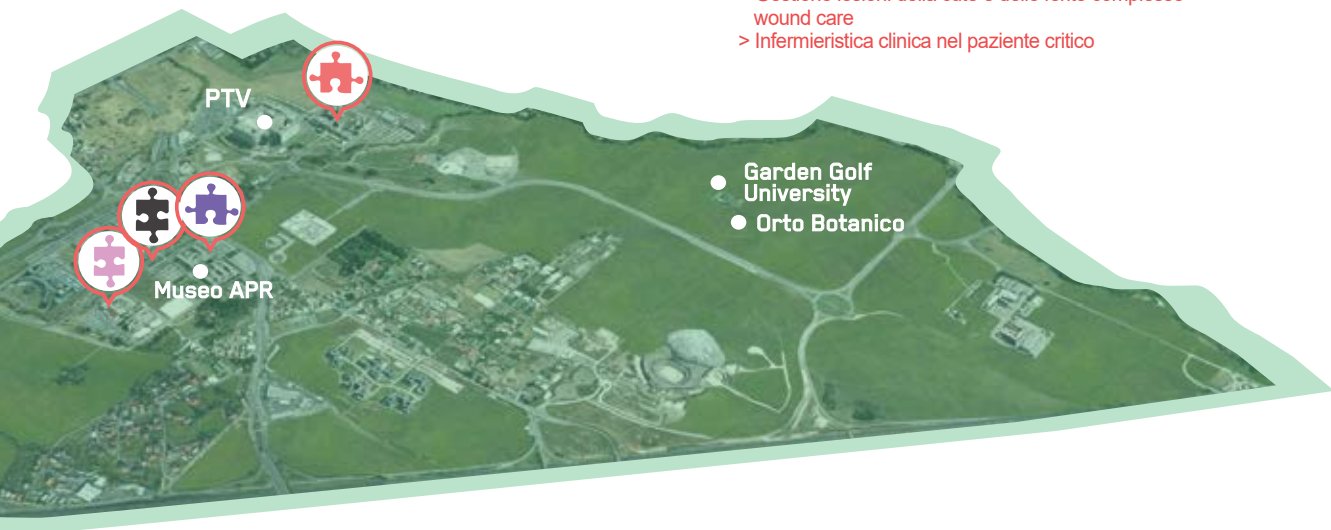 wound care
> Infermieristica clinica nel paziente critico
PTV
Garden Golf
University
Orto Botanico
Museo APR